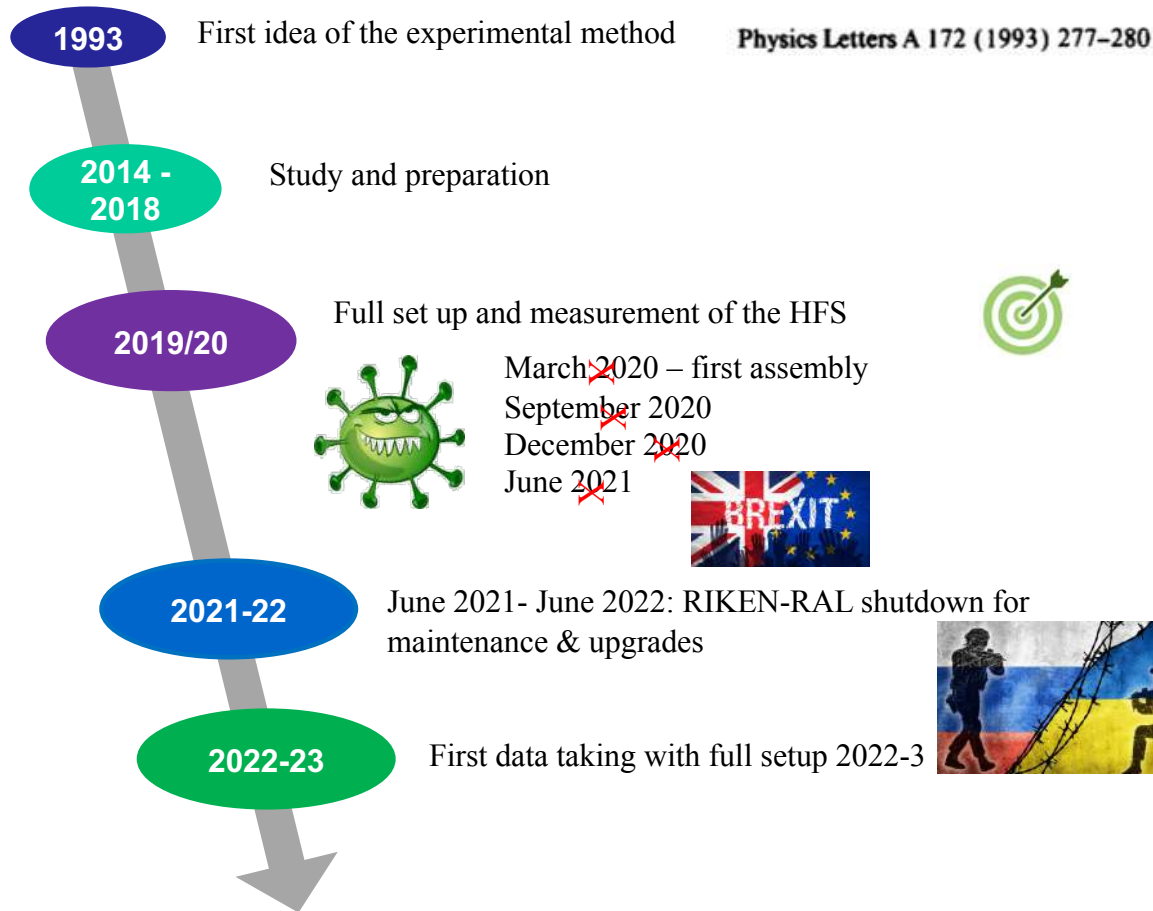 1993
First idea of the experimental method
Physics Letters A 172 (1993) 277–280
2014 -
2018
Study and preparation
2019/20
Full set up and measurement of the HFS
March 2020 – first assembly
September 2020
December 2020
June 2021
BREXIT
2021-22
June 2021- June 2022: RIKEN-RAL shutdown for
maintenance & upgrades
2022-23
First data taking with full setup 2022-3